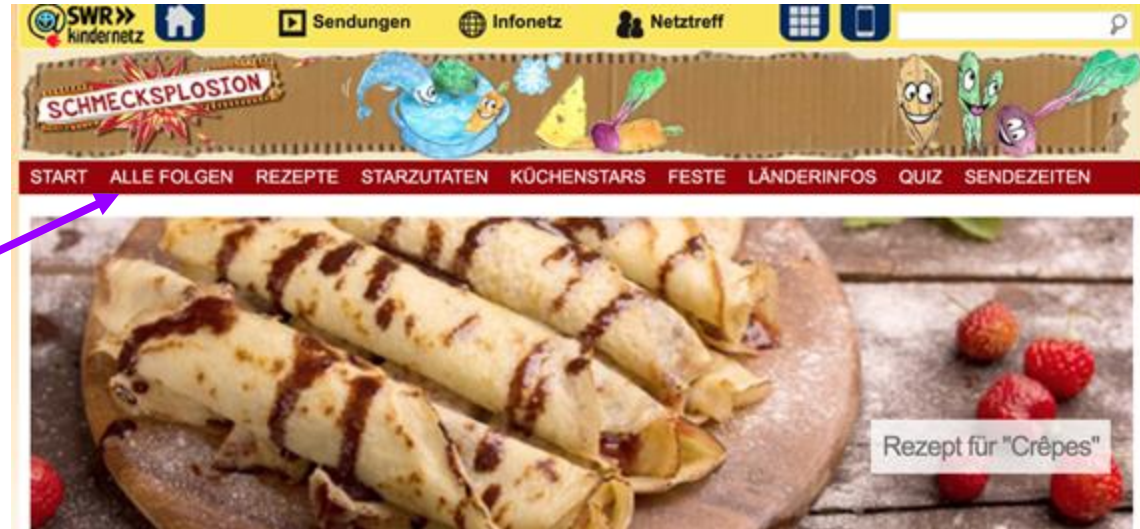 SWR» kindernetz Sendungen Infonetz Netztreff
SCHMECKSPLOSION
START ALLE FOLGEN REZEPTE STARZUTATEN KÜCHENSTARS FESTE LÄNDERINFOS QUIZ SENDEZEITEN
Rezept für "Crêpes"